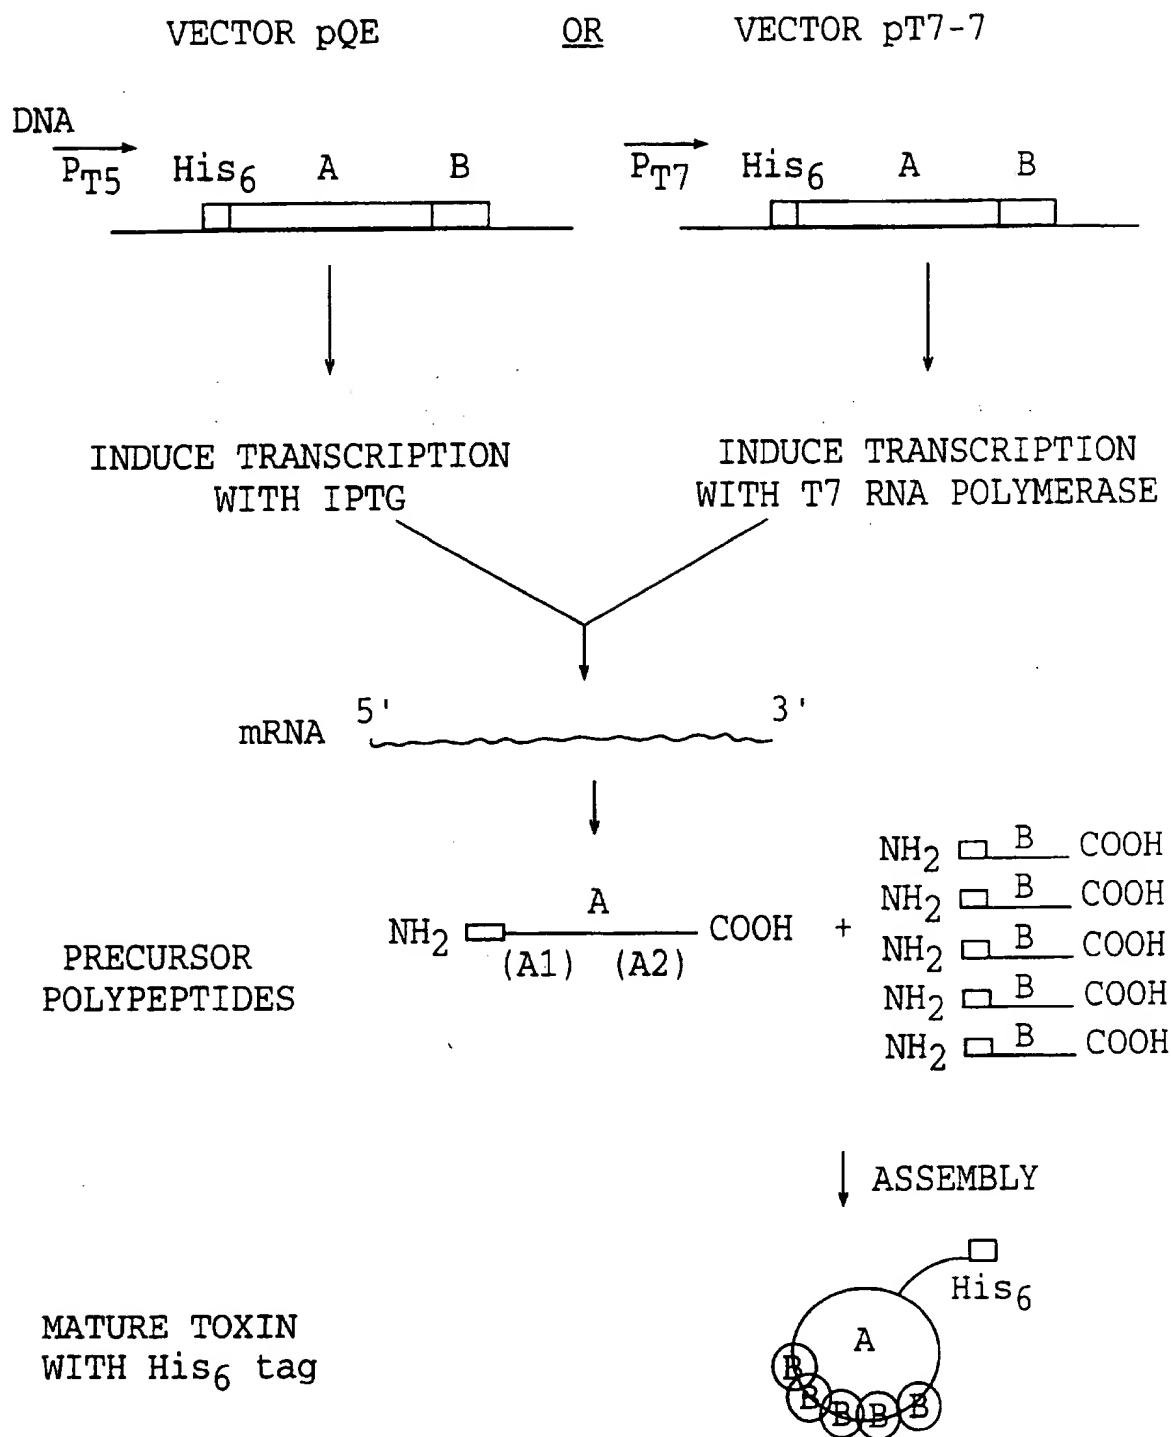 VECTOR pQE OR VECTOR pT7-7
DNA
PT5 His6 A B
PT7 His6 A B
INDUCE TRANSCRIPTION
WITH IPTG
INDUCE TRANSCRIPTION
WITH T7 RNA POLYMERASE
mRNA 5' 3'
PRECURSOR
POLYPEPTIDES
NH2 A COOH +
(A1) (A2)
NH2 B COOH
NH2 B COOH
NH2 B COOH
NH2 B COOH
NH2 B COOH
ASSEMBLY
MATURE TOXIN
WITH His6 tag
His6
A
B
B
B
B
B